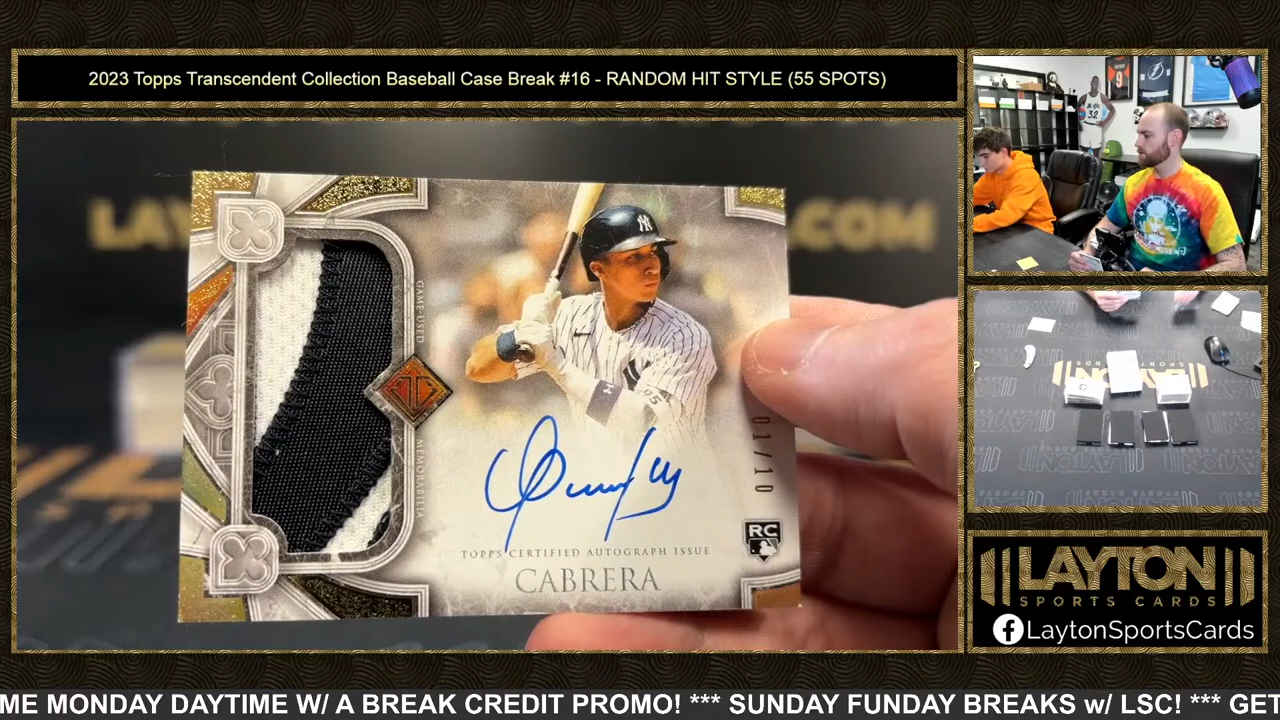 2023 Topps Transcendent Collection Baseball Case Break #16 - RANDOM HIT STYLE (55 SPOTS)
GAME-USED
MEMORABILIA
01/10
RC
TOPPS CERTIFIED AUTOGRAPH ISSUE
CABRERA
9
32
LAYTON
SPORTS CARDS
LaytonSportsCards
ME MONDAY DAYTIME W/ A BREAK CREDIT PROMO! *** SUNDAY FUNDAY BREAKS w/ LSC! *** GET